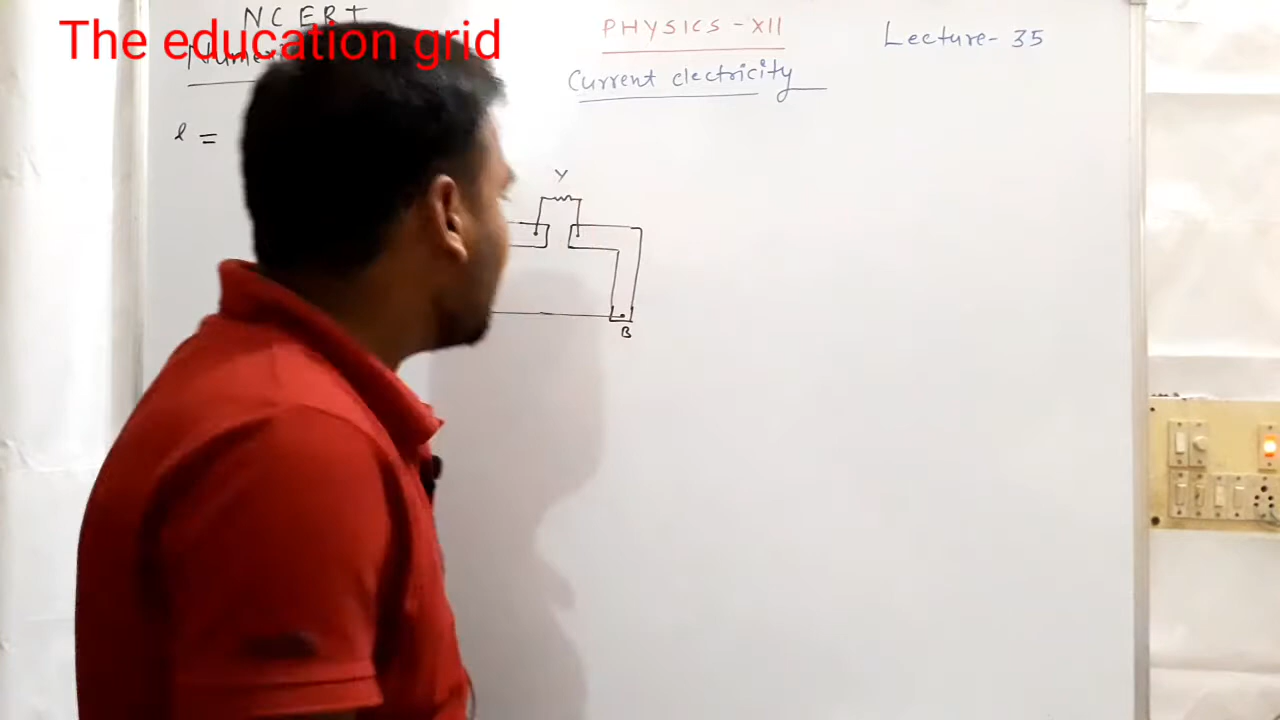 NCERT
The education grid
PHYSICS - XII
Lecture - 35
Current electricity
l =
Y
B